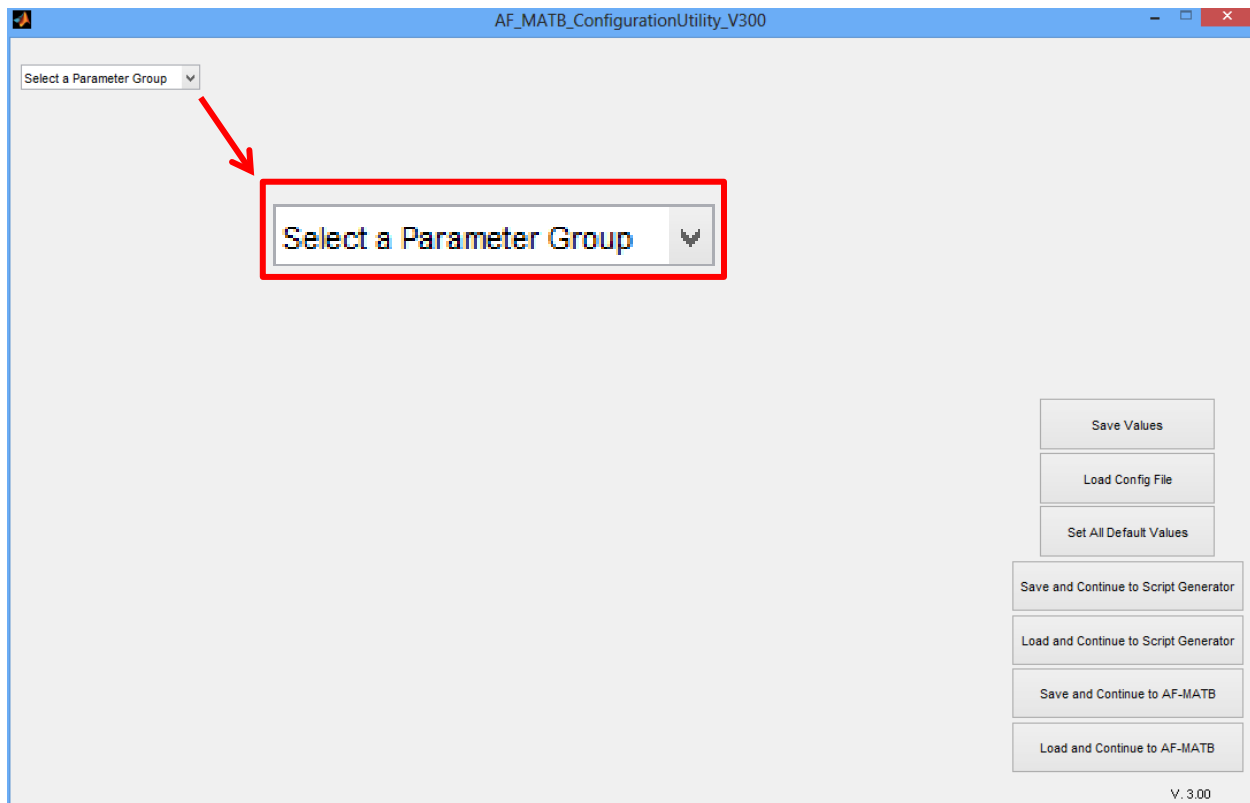 AF_MATB_ConfigurationUtility_V300
Select a Parameter Group
Select a Parameter Group
Save Values
Load Config File
Set All Default Values
Save and Continue to Script Generator
Load and Continue to Script Generator
Save and Continue to AF-MATB
Load and Continue to AF-MATB
V. 3.00